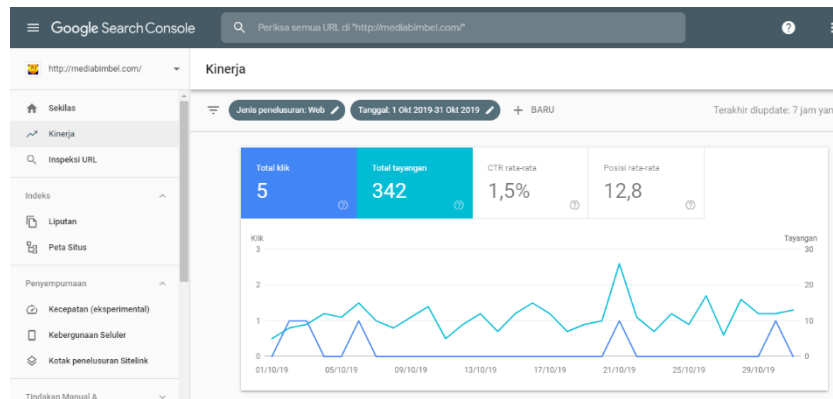 Google Search Console
Periksa semua URL di "http://mediabimbel.com/"
http://mediabimbel.com/
Kinerja
Sekilas
Kinerja
Inspeksi URL
Indeks
Liputan
Peta Situs
Penyempurnaan
Kecepatan (eksperimental)
Kebergunaan Seluler
Kotak penelusuran Sitelink
Tindakan Manual &
Jenis penelusuran: Web
Tanggal: 1 Okt 2019-31 Okt 2019
+ BARU
Terakhir diupdate: 7 jam yan
Total klik
5
Total tayangan
342
CTR rata-rata
1,5%
Posisi rata-rata
12,8
Klik
Tayangan
3
30
2
20
1
10
0
0
01/10/19 05/10/19 09/10/19 13/10/19 17/10/19 21/10/19 25/10/19 29/10/19